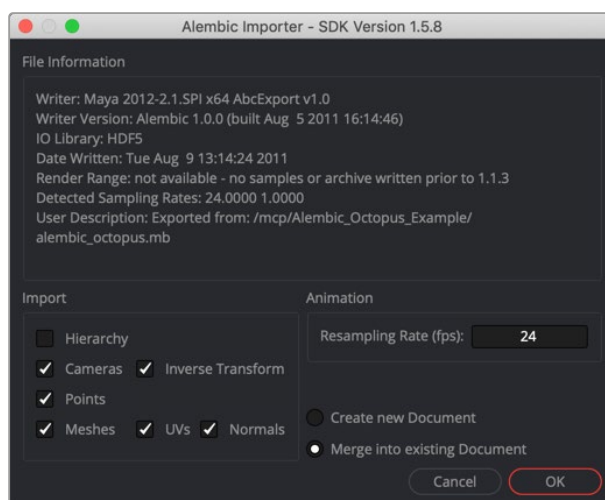 Alembic Importer - SDK Version 1.5.8
File Information
Writer: Maya 2012-2.1.SPI x64 AbcExport v1.0
Writer Version: Alembic 1.0.0 (built Aug  5 2011 16:14:46)
IO Library: HDF5
Date Written: Tue Aug  9 13:14:24 2011
Render Range: not available - no samples or archive written prior to 1.1.3
Detected Sampling Rates: 24.0000 1.0000
User Description: Exported from: /mcp/Alembic_Octopus_Example/
alembic_octopus.mb
Import
Hierarchy
Cameras Inverse Transform
Points
Meshes UVs Normals
Animation
Resampling Rate (fps): 24
Create new Document
Merge into existing Document
Cancel OK